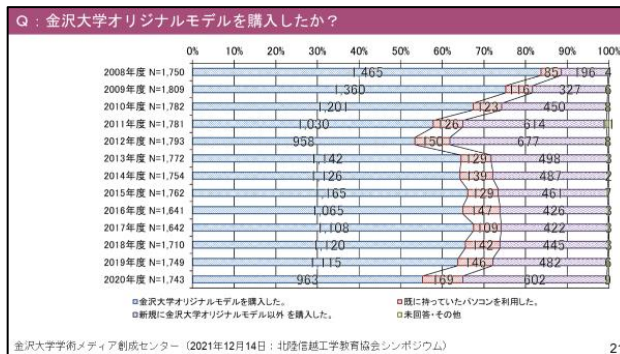 Q：金沢大学オリジナルモデルを購入したか？
0% 10% 20% 30% 40% 50% 60% 70% 80% 90% 100%
2008年度 N=1,750 1,465 85 196 4
2009年度 N=1,809 1,360 116 327 6
2010年度 N=1,782 1,201 123 450 8
2011年度 N=1,781 1,030 126 614 11
2012年度 N=1,793 958 150 677 8
2013年度 N=1,772 1,142 129 498 3
2014年度 N=1,754 1,126 139 487 2
2015年度 N=1,762 1,165 129 461 7
2016年度 N=1,641 1,065 147 426 3
2017年度 N=1,642 1,108 109 422 3
2018年度 N=1,710 1,120 142 445 3
2019年度 N=1,749 1,115 146 482 6
2020年度 N=1,743 963 169 602 9
金沢大学オリジナルモデルを購入した。 既に持っていたパソコンを利用した。
新規に金沢大学オリジナルモデル以外 を購入した。 未回答・その他
金沢大学学術メディア創成センター（2021年12月14日：北陸信越工学教育協会シンポジウム） 21